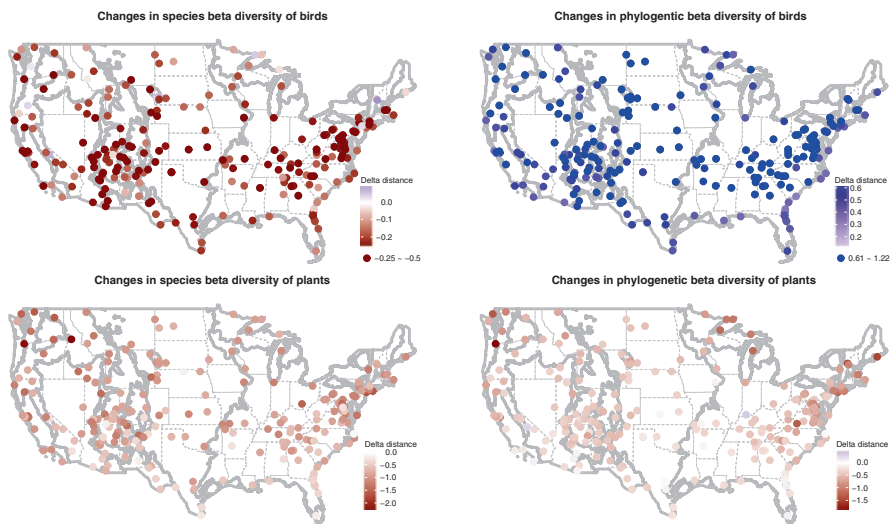 Changes in species beta diversity of birds
Changes in phylogentic beta diversity of birds
Delta distance
0.0
−0.1
−0.2
−0.25 ~ −0.5
Delta distance
0.6
0.5
0.4
0.3
0.2
0.61 ~ 1.22
Changes in species beta diversity of plants
Changes in phylogenetic beta diversity of plants
Delta distance
0.0
−0.5
−1.0
−1.5
−2.0
Delta distance
0.0
−0.5
−1.0
−1.5